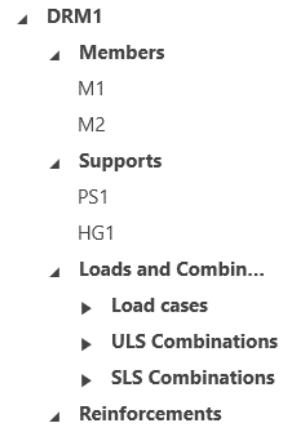 DRM1
Members
M1
M2
Supports
PS1
HG1
Loads and Combin...
Load cases
ULS Combinations
SLS Combinations
Reinforcements